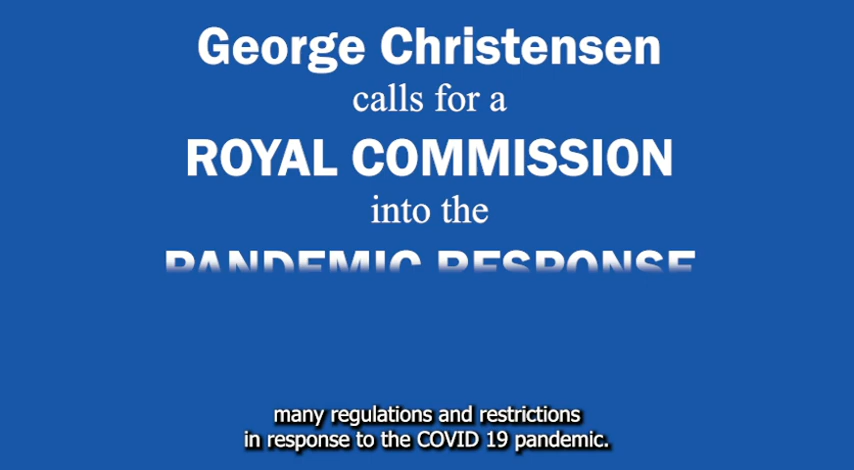 George Christensen
calls for a
ROYAL COMMISSION
into the
PANDEMIC RESPONSE
many regulations and restrictions
in response to the COVID 19 pandemic.